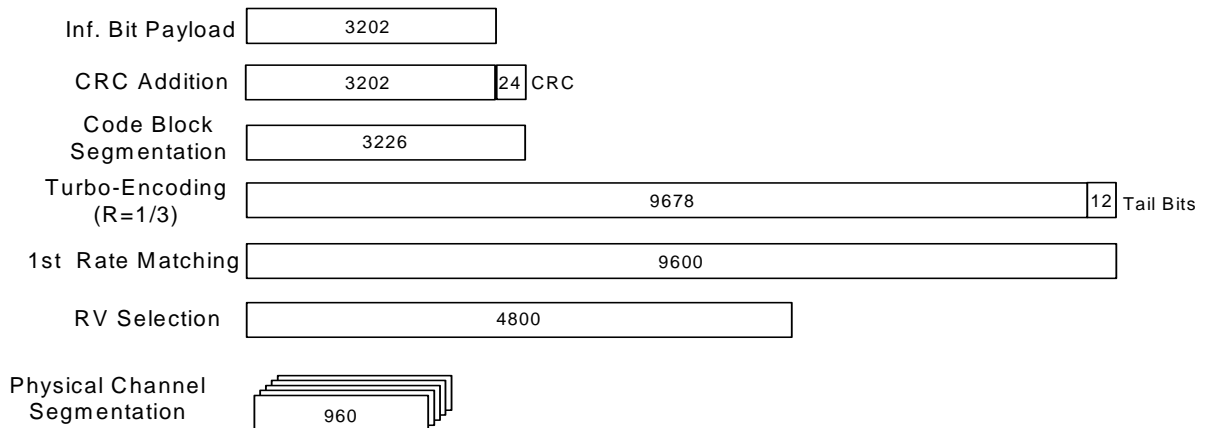 Inf. Bit Payload 3202
CRC Addition 3202 24 CRC
Code Block
Segmentation 3226
Turbo-Encoding
(R=1/3) 9678 12 Tail Bits
1st Rate Matching 9600
RV Selection 4800
Physical Channel
Segmentation 960